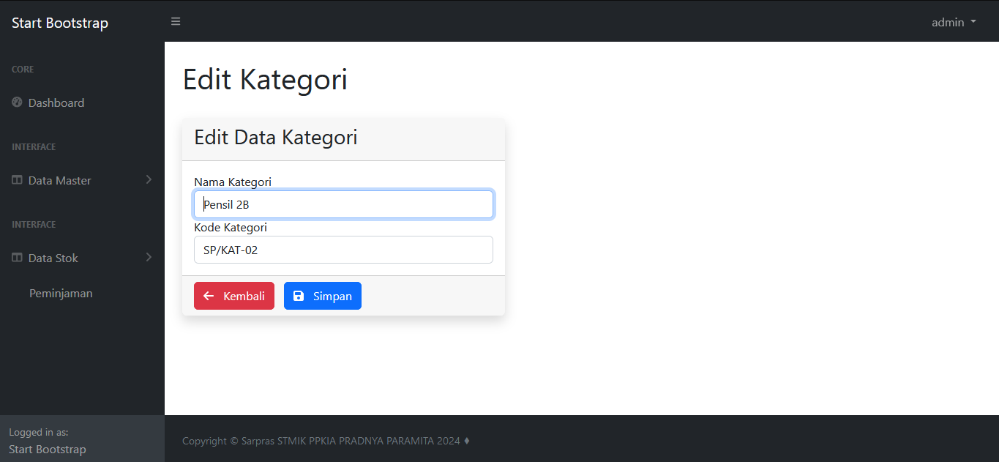 Start Bootstrap
admin
CORE
Dashboard
INTERFACE
Data Master
INTERFACE
Data Stok
Peminjaman
Logged in as:
Start Bootstrap
Edit Kategori
Edit Data Kategori
Nama Kategori
Pensil 2B
Kode Kategori
SP/KAT-02
Kembali
Simpan
Copyright © Sarpras STMIK PPKIA PRADNYA PARAMITA 2024 ♦